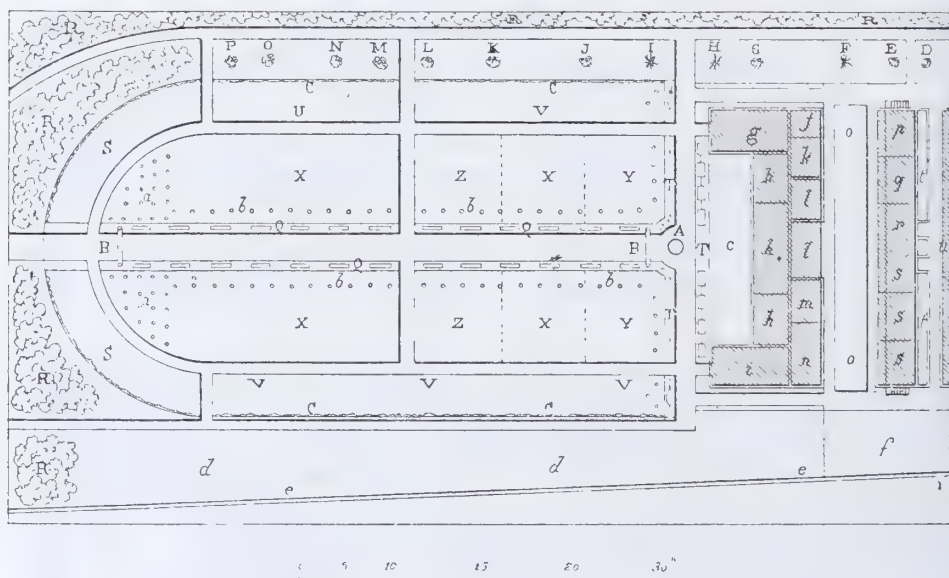 R R R
P O N M L K J I H G F E D
C C
R S U V g f o p
k
X Z X Y h l q
a b b
Q Q A
B B T c h l r
Q s
b b
a m s
S X Z X Y h
R i n o s
V V V
C C
R d d e f
e
5 10 15 20 30